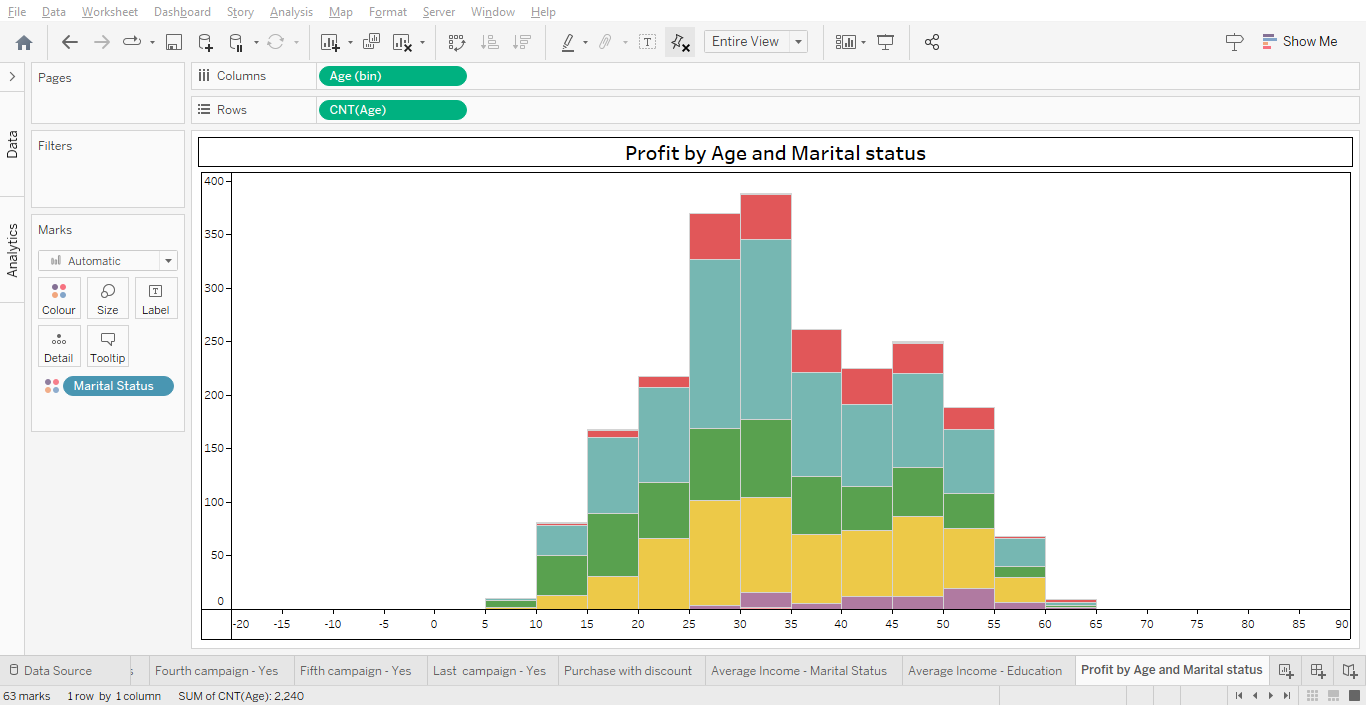 File Data Worksheet Dashboard Story Analysis Map Format Server Window Help
Entire View
Show Me
Pages
Columns
Age (bin)
Rows
CNT(Age)
Data
Analytics
Filters
Marks
Automatic
Colour Size Label
Detail Tooltip
Marital Status
Profit by Age and Marital status
400
350
300
250
200
150
100
50
0
-20 -15 -10 -5 0 5 10 15 20 25 30 35 40 45 50 55 60 65 70 75 80 85 90
Data Source s Fourth campaign - Yes Fifth campaign - Yes Last campaign - Yes Purchase with discount Average Income - Marital Status Average Income - Education Profit by Age and Marital status
63 marks 1 row by 1 column SUM of CNT(Age): 2,240